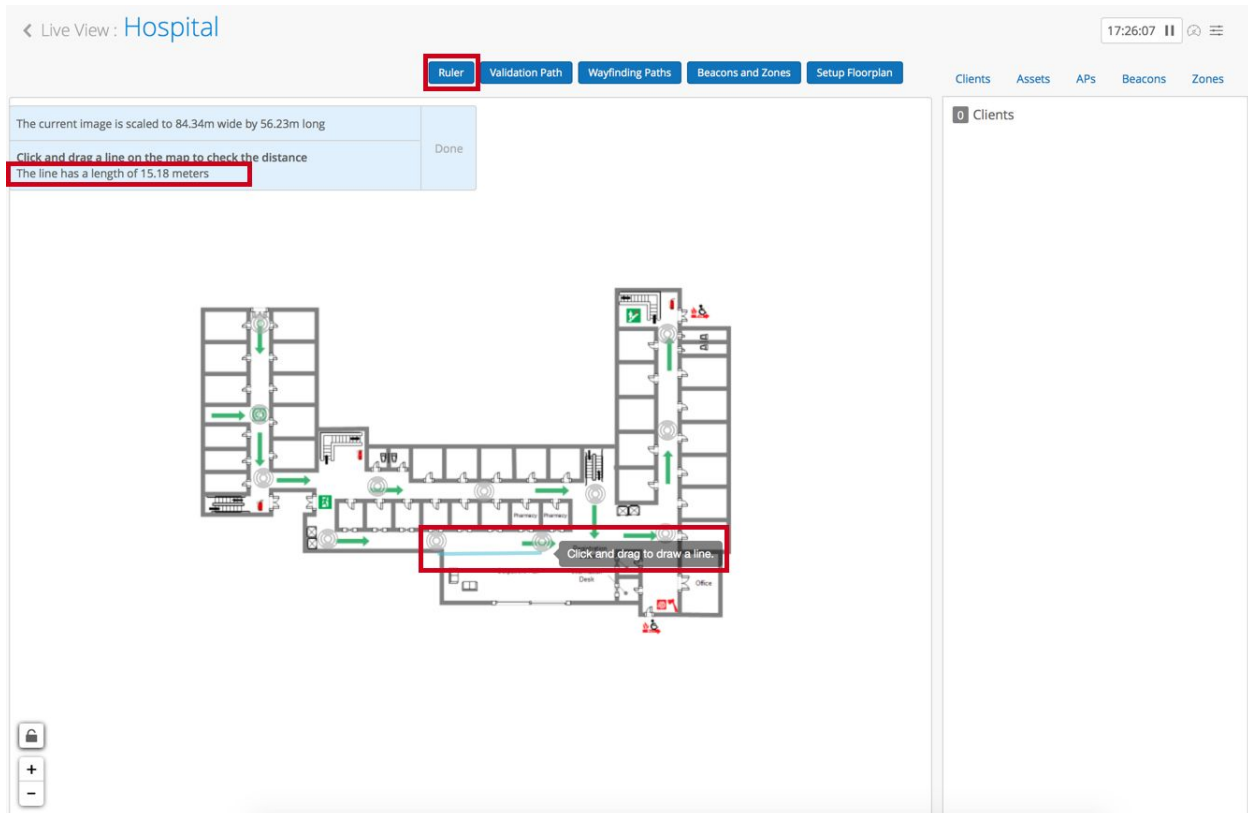 Live View : Hospital
17:26:07
Ruler
Validation Path
Wayfinding Paths
Beacons and Zones
Setup Floorplan
Clients
Assets
APs
Beacons
Zones
The current image is scaled to 84.34m wide by 56.23m long
Click and drag a line on the map to check the distance
The line has a length of 15.18 meters
Done
0 Clients
Pharmacy
Pharmacy
Click and drag to draw a line.
Desk
Office
+
-